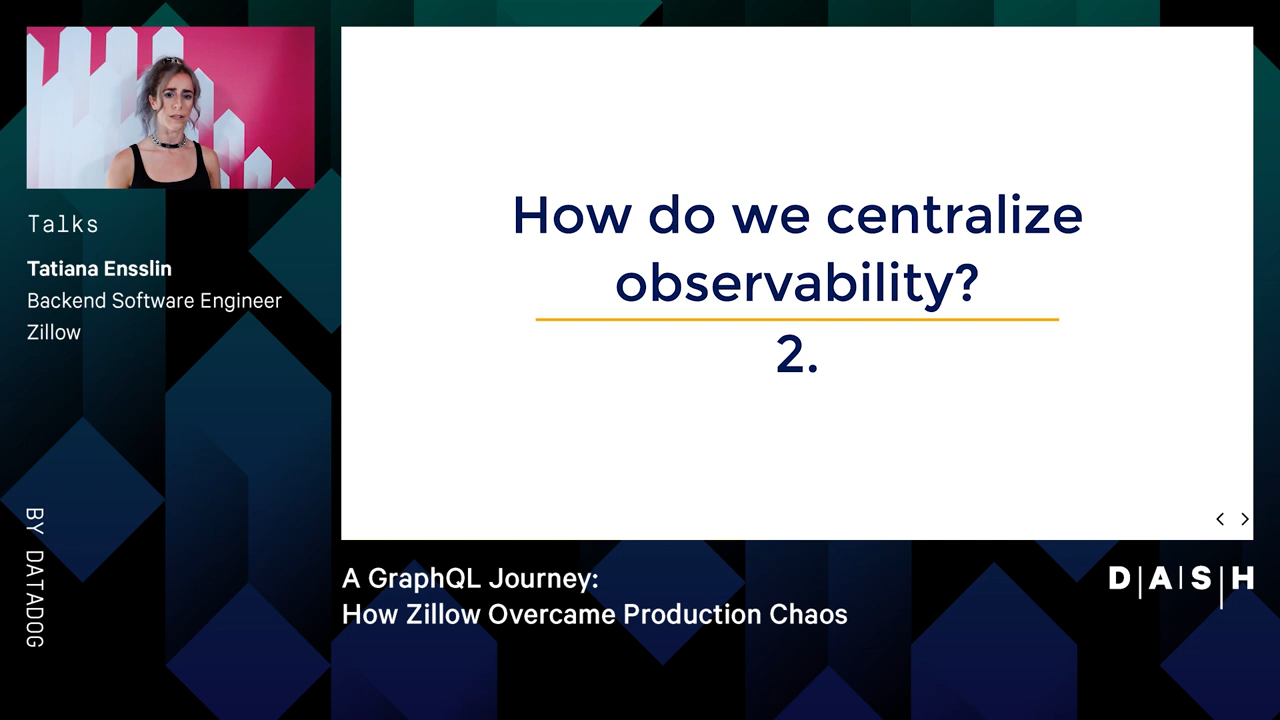 Talks
Tatiana Ensslin
Backend Software Engineer
Zillow
BY DATADOG
How do we centralize
observability?
2.
A GraphQL Journey:
How Zillow Overcame Production Chaos
D|A|S|H